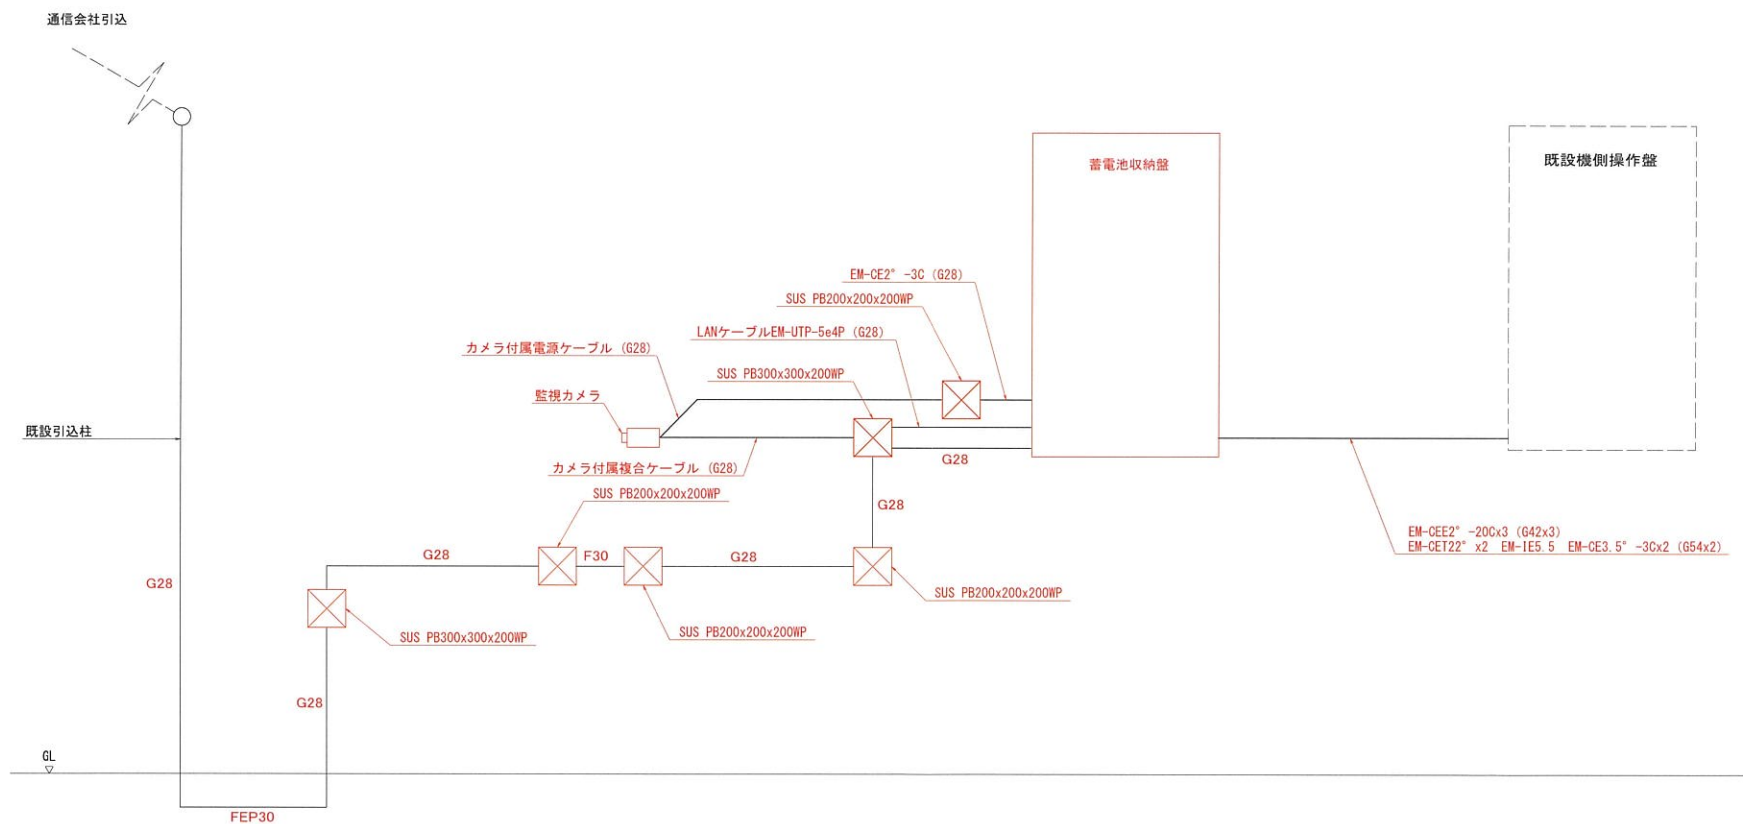 通信会社引込
蓄電池収納盤
既設機側操作盤
EM-CE2°-3C (G28)
SUS PB200x200x200WP
LANケーブルEM-UTP-5e4P (G28)
カメラ付属電源ケーブル (G28)
SUS PB300x300x200WP
監視カメラ
既設引込柱
G28
カメラ付属複合ケーブル (G28)
SUS PB200x200x200WP
G28
EM-CEE2°-20Cx3 (G42x3)
EM-CET22°x2 EM-IE5.5 EM-CE3.5°-3Cx2 (G54x2)
G28
F30
G28
G28
SUS PB200x200x200WP
SUS PB200x200x200WP
SUS PB300x300x200WP
G28
GL
FEP30